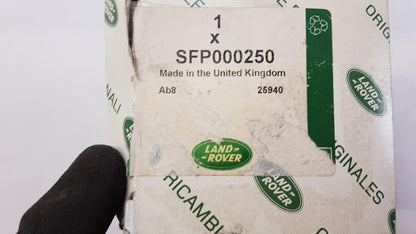 1
x
SFP000250
Made in the United Kingdom
Ab8 25940
LAND ROVER
LAND ROVER
LAND ROVER
LAND ROVER
ORIGINALES
ORIGINALI
RICAMBI